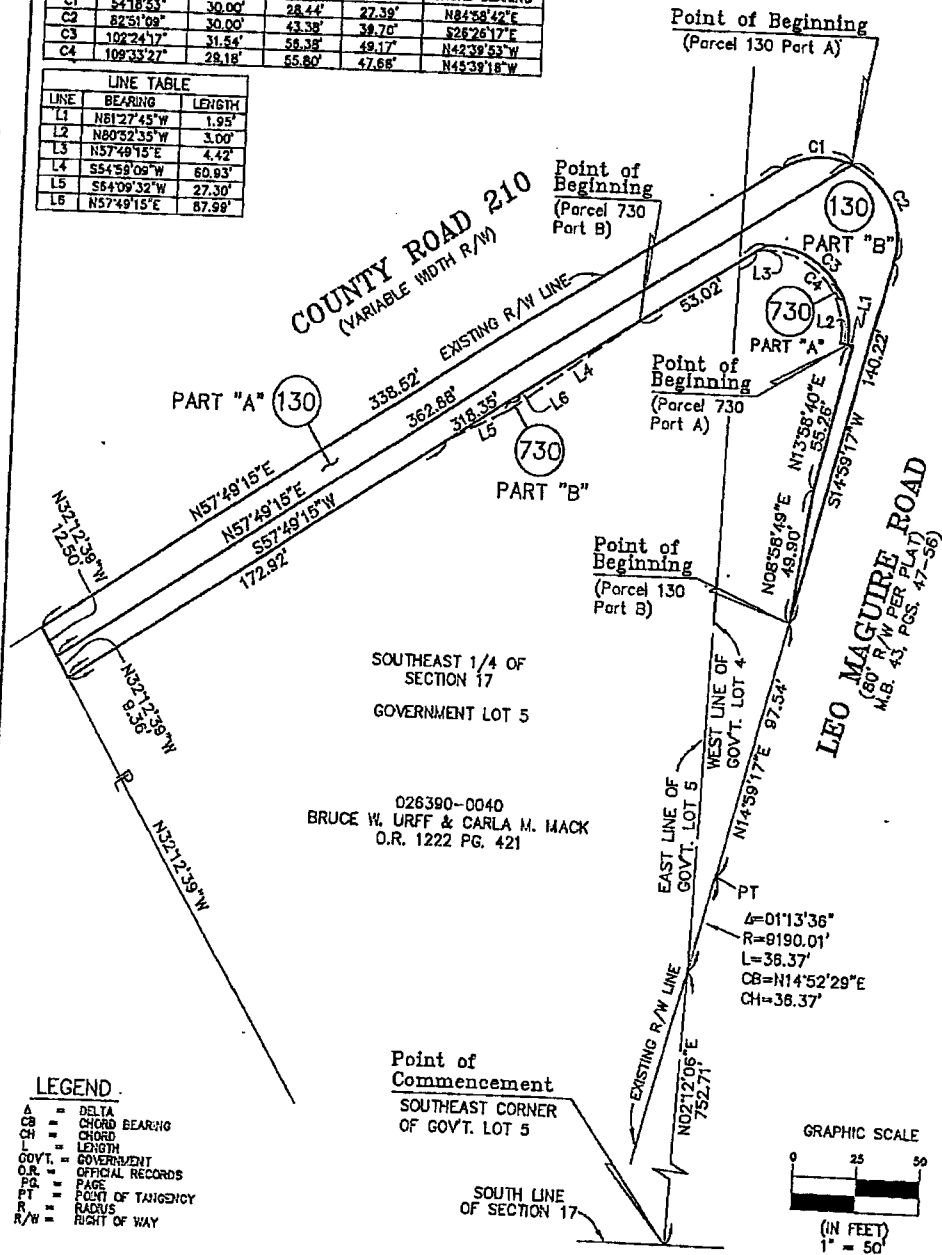 C1 54°18'53" 30.00' 28.44' 27.39' N84°58'42"E
C2 82°51'09" 30.00' 43.38' 39.70' S26°26'17"E
C3 102°24'17" 31.54' 56.38' 49.17' N42°39'53"W
C4 109°33'27" 29.18' 55.80' 47.68' N45°39'18"W
LINE TABLE
LINE BEARING LENGTH
L1 N81°27'45"W 1.95'
L2 N80°52'35"W 3.00'
L3 N57°49'15"E 4.42'
L4 S54°59'09"W 60.93'
L5 S64°09'32"W 27.30'
L6 N57°49'15"E 87.99'
Point of Beginning
(Parcel 130 Part A)
C1
Point of
Beginning
(Parcel 730
Part B)
130
PART "B"
COUNTY ROAD 210
(VARIABLE WIDTH R/W)
EXISTING R/W LINE
53.02'
L3
C3
C4
730
L2
L1
PART "A"
PART "A" 130
338.52'
362.88'
318.35'
L4
L6
L5
730
PART "B"
Point of
Beginning
(Parcel 730
Part A)
140.22'
N13°58'40"E
55.26'
S14°59'17"W
N57°49'15"E
N57°49'15"E
S57°49'15"W
172.92'
N32°12'39"W
12.50'
N32°12'39"W
9.36'
N08°58'49"E
49.90'
Point of
Beginning
(Parcel 130
Part B)
LEO MAGUIRE ROAD
(80' R/W PER PLAT)
M.B. 43, PGS. 47-56)
SOUTHEAST 1/4 OF
SECTION 17
GOVERNMENT LOT 5
WEST LINE OF
GOV'T. LOT 4
EAST LINE OF
GOV'T. LOT 5
N14°59'17"E 97.54'
026390-0040
BRUCE W. URFF & CARLA M. MACK
O.R. 1222 PG. 421
N32°12'39"W
PT
Δ=01°13'36"
R=9190.01'
L=36.37'
CB=N14°52'29"E
CH=36.37'
EXISTING R/W LINE
N02°12'06"E
752.71'
Point of
Commencement
SOUTHEAST CORNER
OF GOV'T. LOT 5
SOUTH LINE
OF SECTION 17
LEGEND
Δ = DELTA
CB = CHORD BEARING
CH = CHORD
L = LENGTH
GOV'T. = GOVERNMENT
O.R. = OFFICIAL RECORDS
PG. = PAGE
PT = POINT OF TANGENCY
R = RADIUS
R/W = RIGHT OF WAY
GRAPHIC SCALE
0 25 50
(IN FEET)
1" = 50'